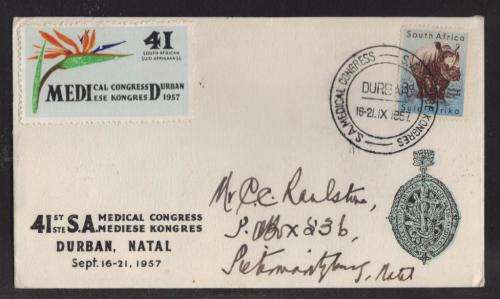 41
SOUTH AFRICAN
SUID AFRIKAANSE
MEDICAL CONGRESS DURBAN
MEDIESE KONGRES 1957
South Africa
Suid Afrika
S.A. MEDICAL CONGRESS
KONGRES
DURBAN
16-21.IX 1957
41ST S.A. MEDICAL CONGRESS
41STE S.A. MEDIESE KONGRES
DURBAN, NATAL
Sept. 16-21, 1957
Mr C.C.
P.O. Box 236,
Pietermaritzburg,
Natal